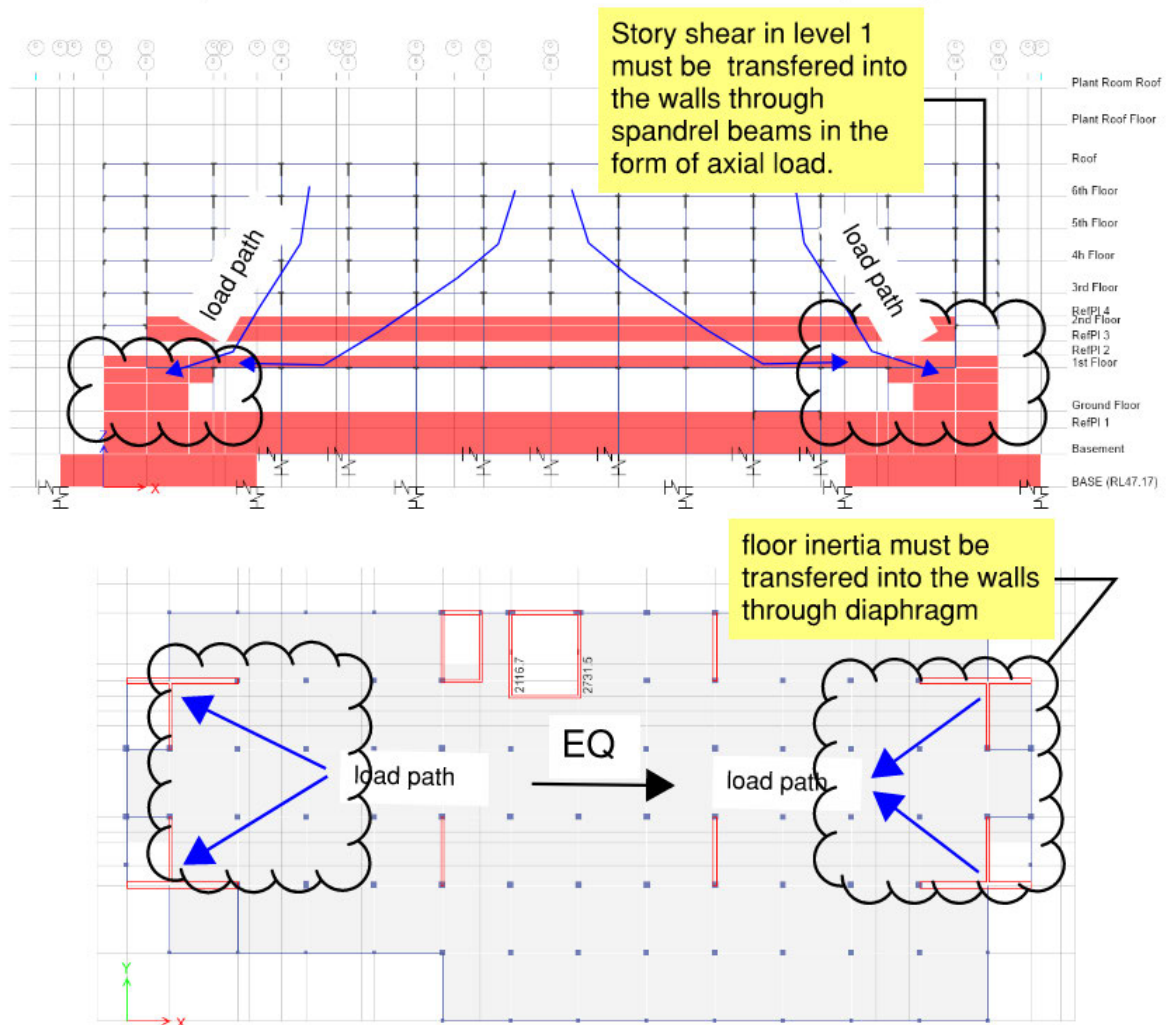 Story shear in level 1
must be  transfered into
the walls through
spandrel beams in the
form of axial load.
Plant Room Roof
Plant Roof Floor
Roof
6th Floor
5th Floor
4h Floor
3rd Floor
RefPl 4
2nd Floor
RefPl 3
RefPl 2
1st Floor
Ground Floor
RefPl 1
Basement
BASE (RL47.17)
load path
load path
Z
X
floor inertia must be
transfered into the walls
through diaphragm
2116.7
2731.5
EQ
load path
load path
Y
X